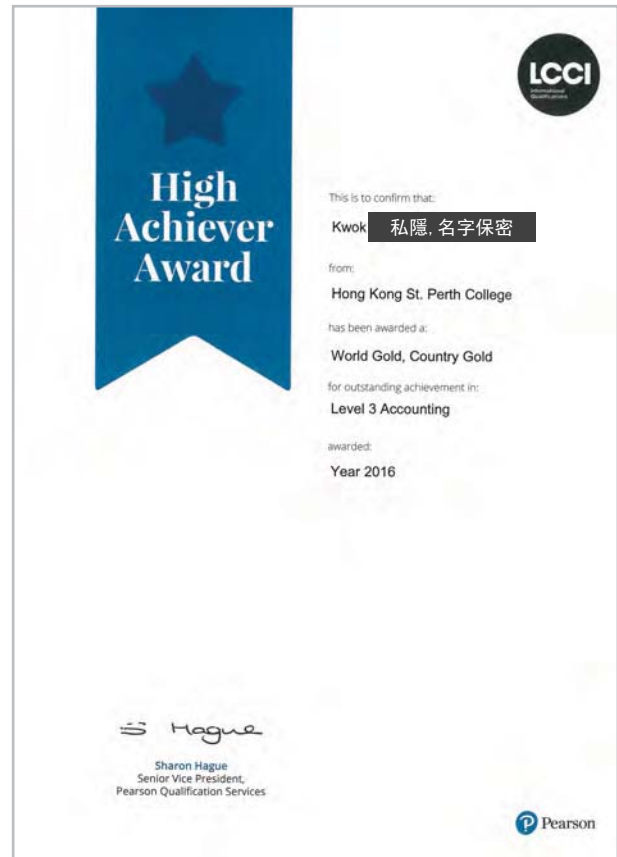 High
Achiever
Award
LCCI
International
Qualifications
This is to confirm that:
Kwok 私隱, 名字保密
from:
Hong Kong St. Perth College
has been awarded a:
World Gold, Country Gold
for outstanding achievement in:
Level 3 Accounting
awarded:
Year 2016
S Hague
Sharon Hague
Senior Vice President,
Pearson Qualification Services
Pearson